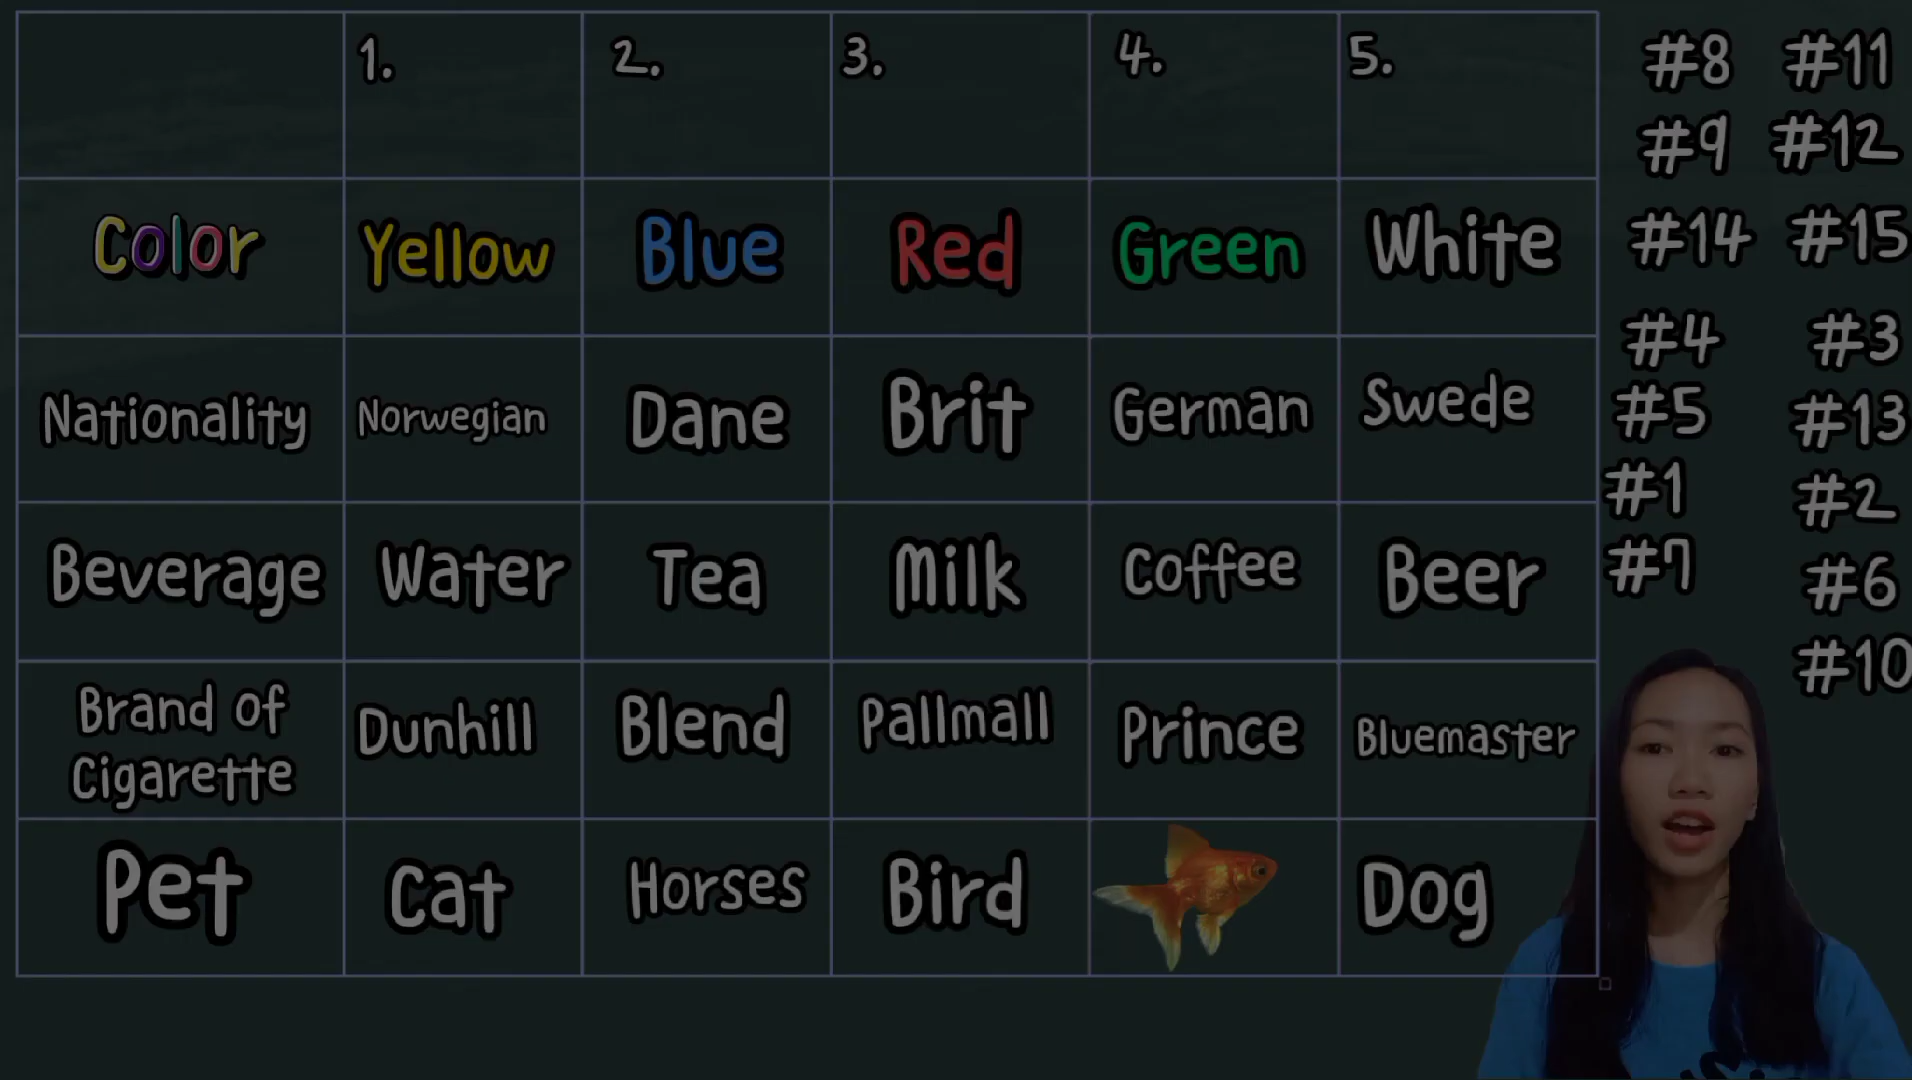 1. 2. 3. 4. 5.
Color Yellow Blue Red Green White
Nationality Norwegian Dane Brit German Swede
Beverage Water Tea Milk Coffee Beer
Brand of
Cigarette Dunhill Blend Pallmall Prince Bluemaster
Pet Cat Horses Bird Dog
#8 #11
#9 #12
#14 #15
#4 #3
#5 #13
#1 #2
#7 #6
#10